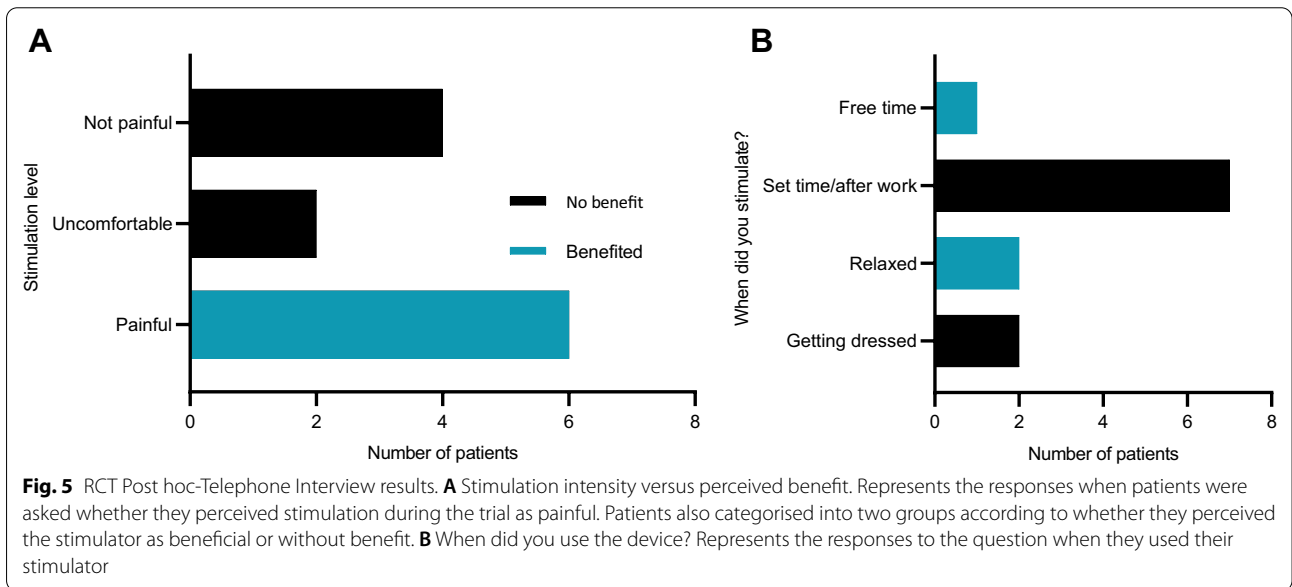 A
Stimulation level
Not painful
Uncomfortable
Painful
No benefit
Benefited
0 2 4 6 8
Number of patients
B
When did you stimulate?
Free time
Set time/after work
Relaxed
Getting dressed
0 2 4 6 8
Number of patients
Fig. 5 RCT Post hoc-Telephone Interview results. A Stimulation intensity versus perceived benefit. Represents the responses when patients were
asked whether they perceived stimulation during the trial as painful. Patients also categorised into two groups according to whether they perceived
the stimulator as beneficial or without benefit. B When did you use the device? Represents the responses to the question when they used their
stimulator